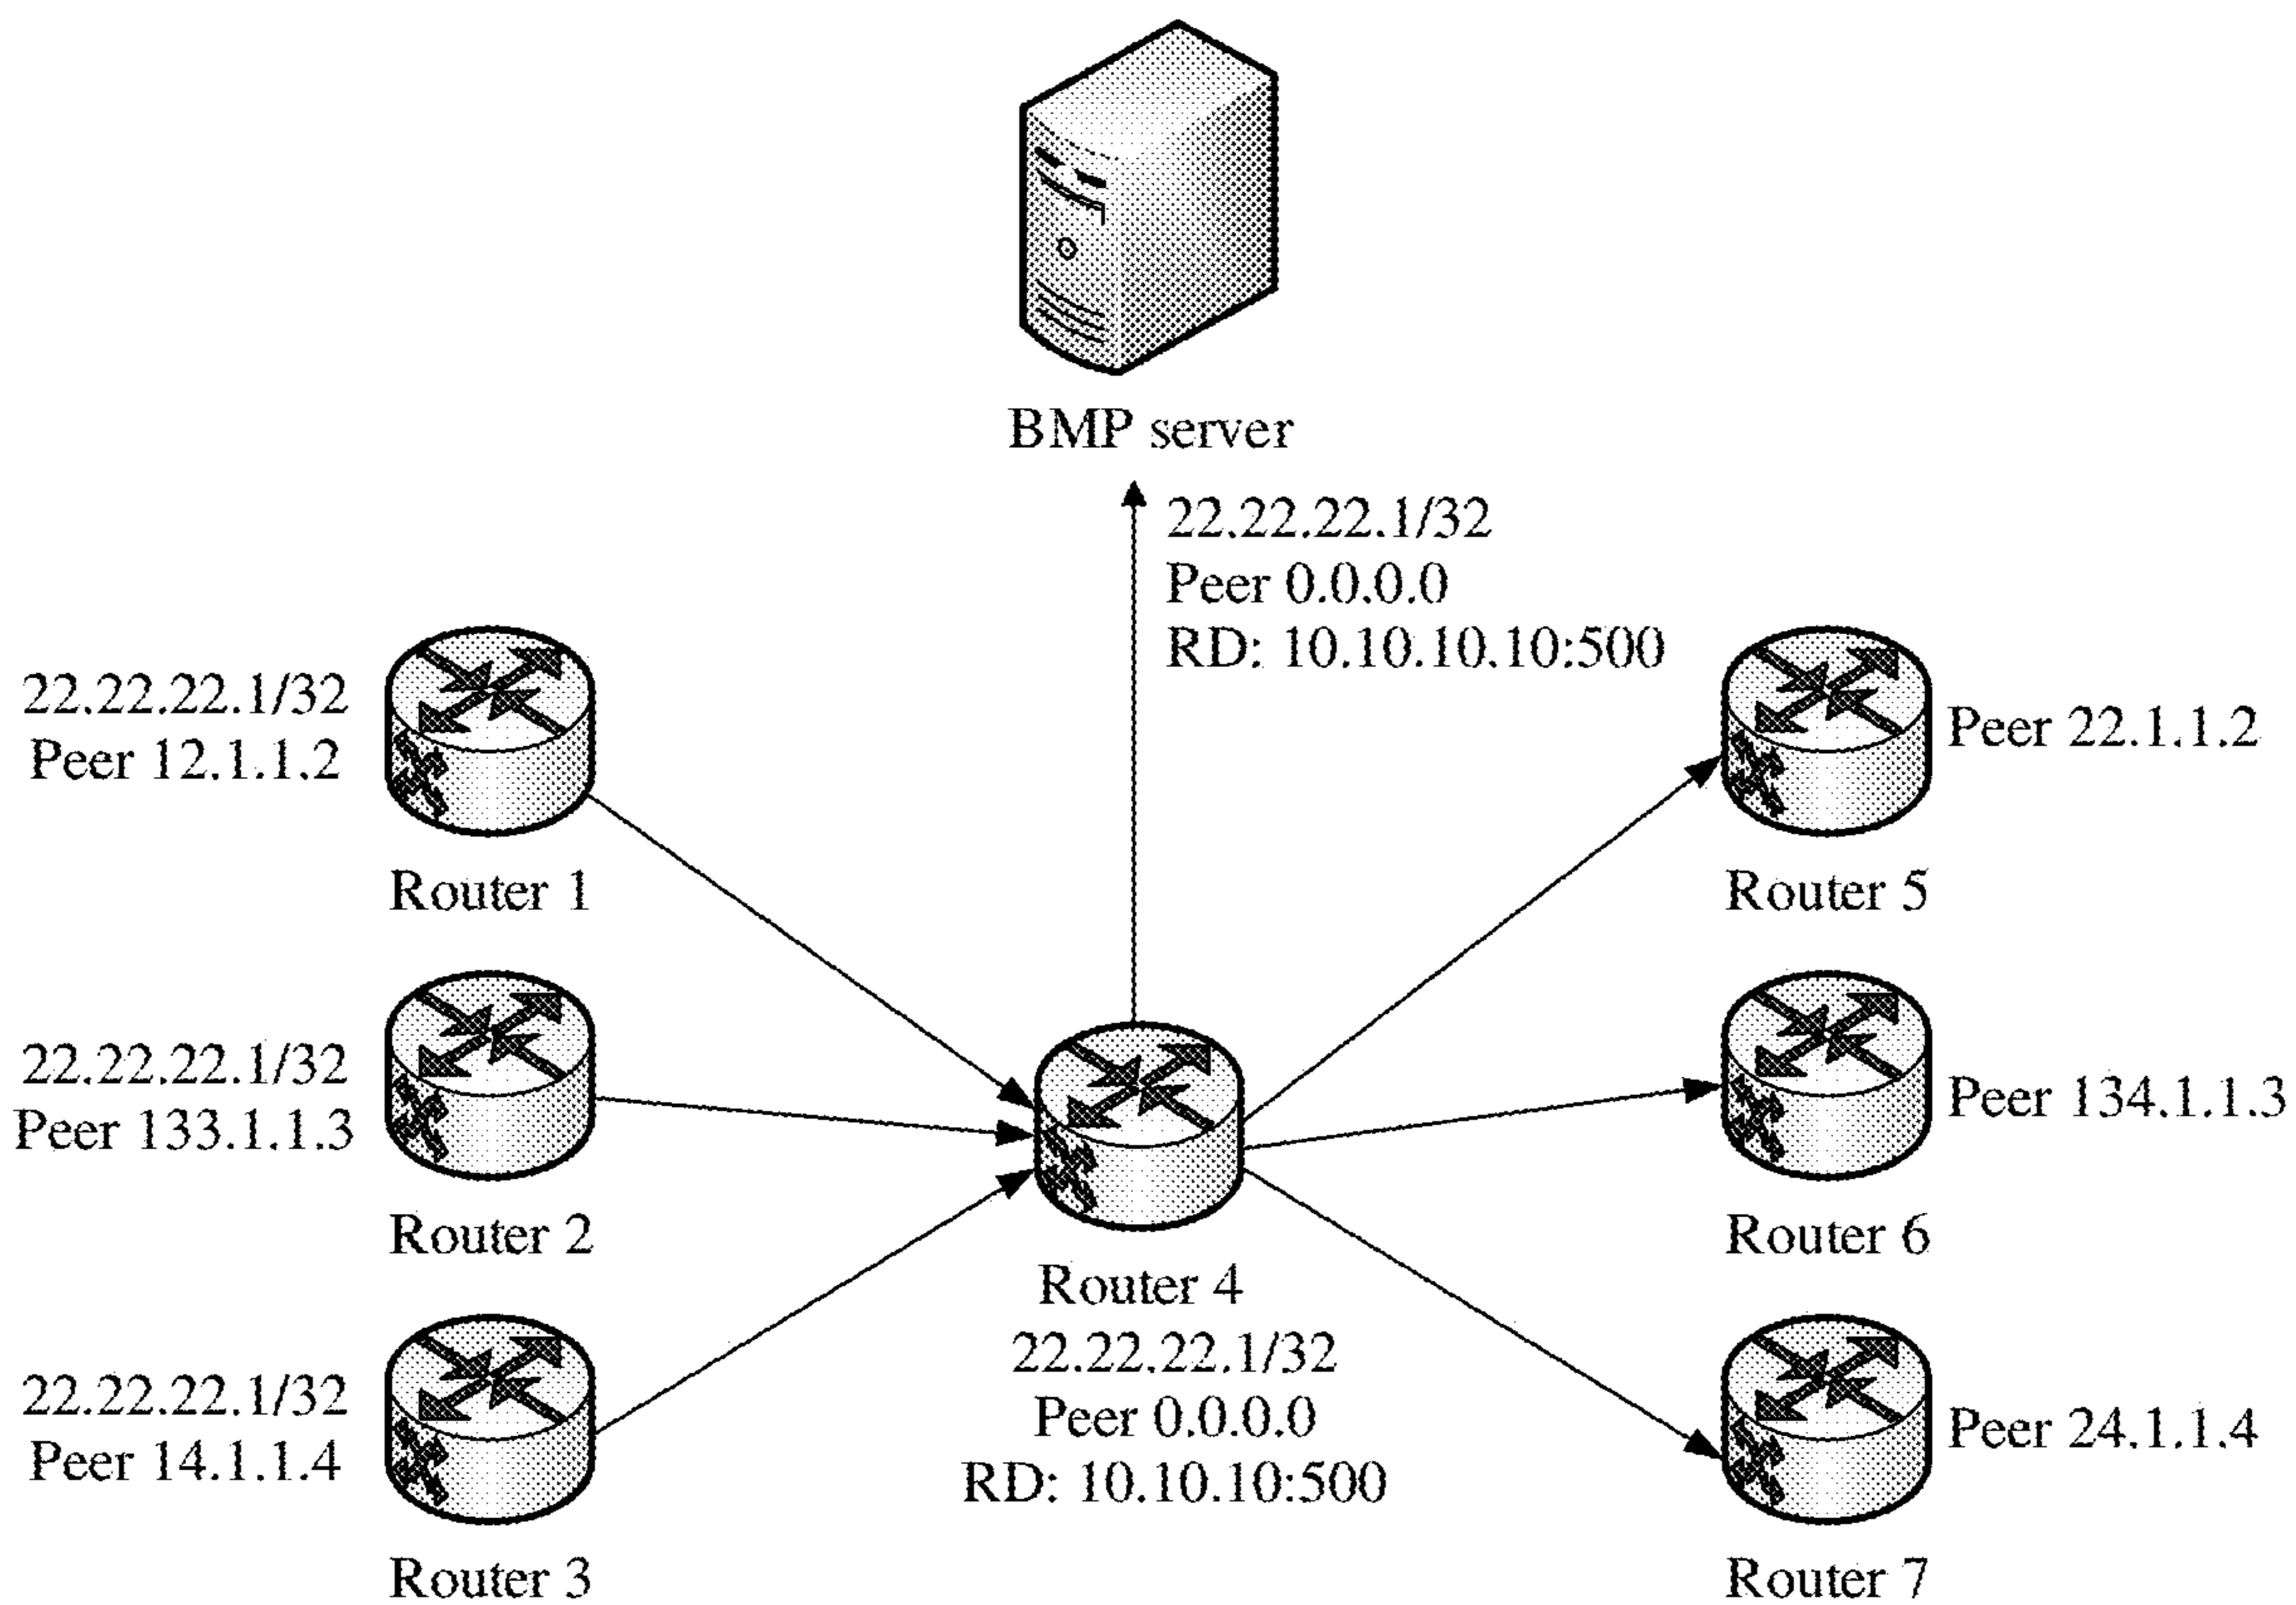 BMP server
22.22.22.1/32
Peer 0.0.0.0
RD: 10.10.10.10:500
22.22.22.1/32
Peer 12.1.1.2
Router 1
Peer 22.1.1.2
Router 5
22.22.22.1/32
Peer 133.1.1.3
Router 2
Peer 134.1.1.3
Router 6
Router 4
22.22.22.1/32
Peer 0.0.0.0
RD: 10.10.10:500
22.22.22.1/32
Peer 14.1.1.4
Router 3
Peer 24.1.1.4
Router 7